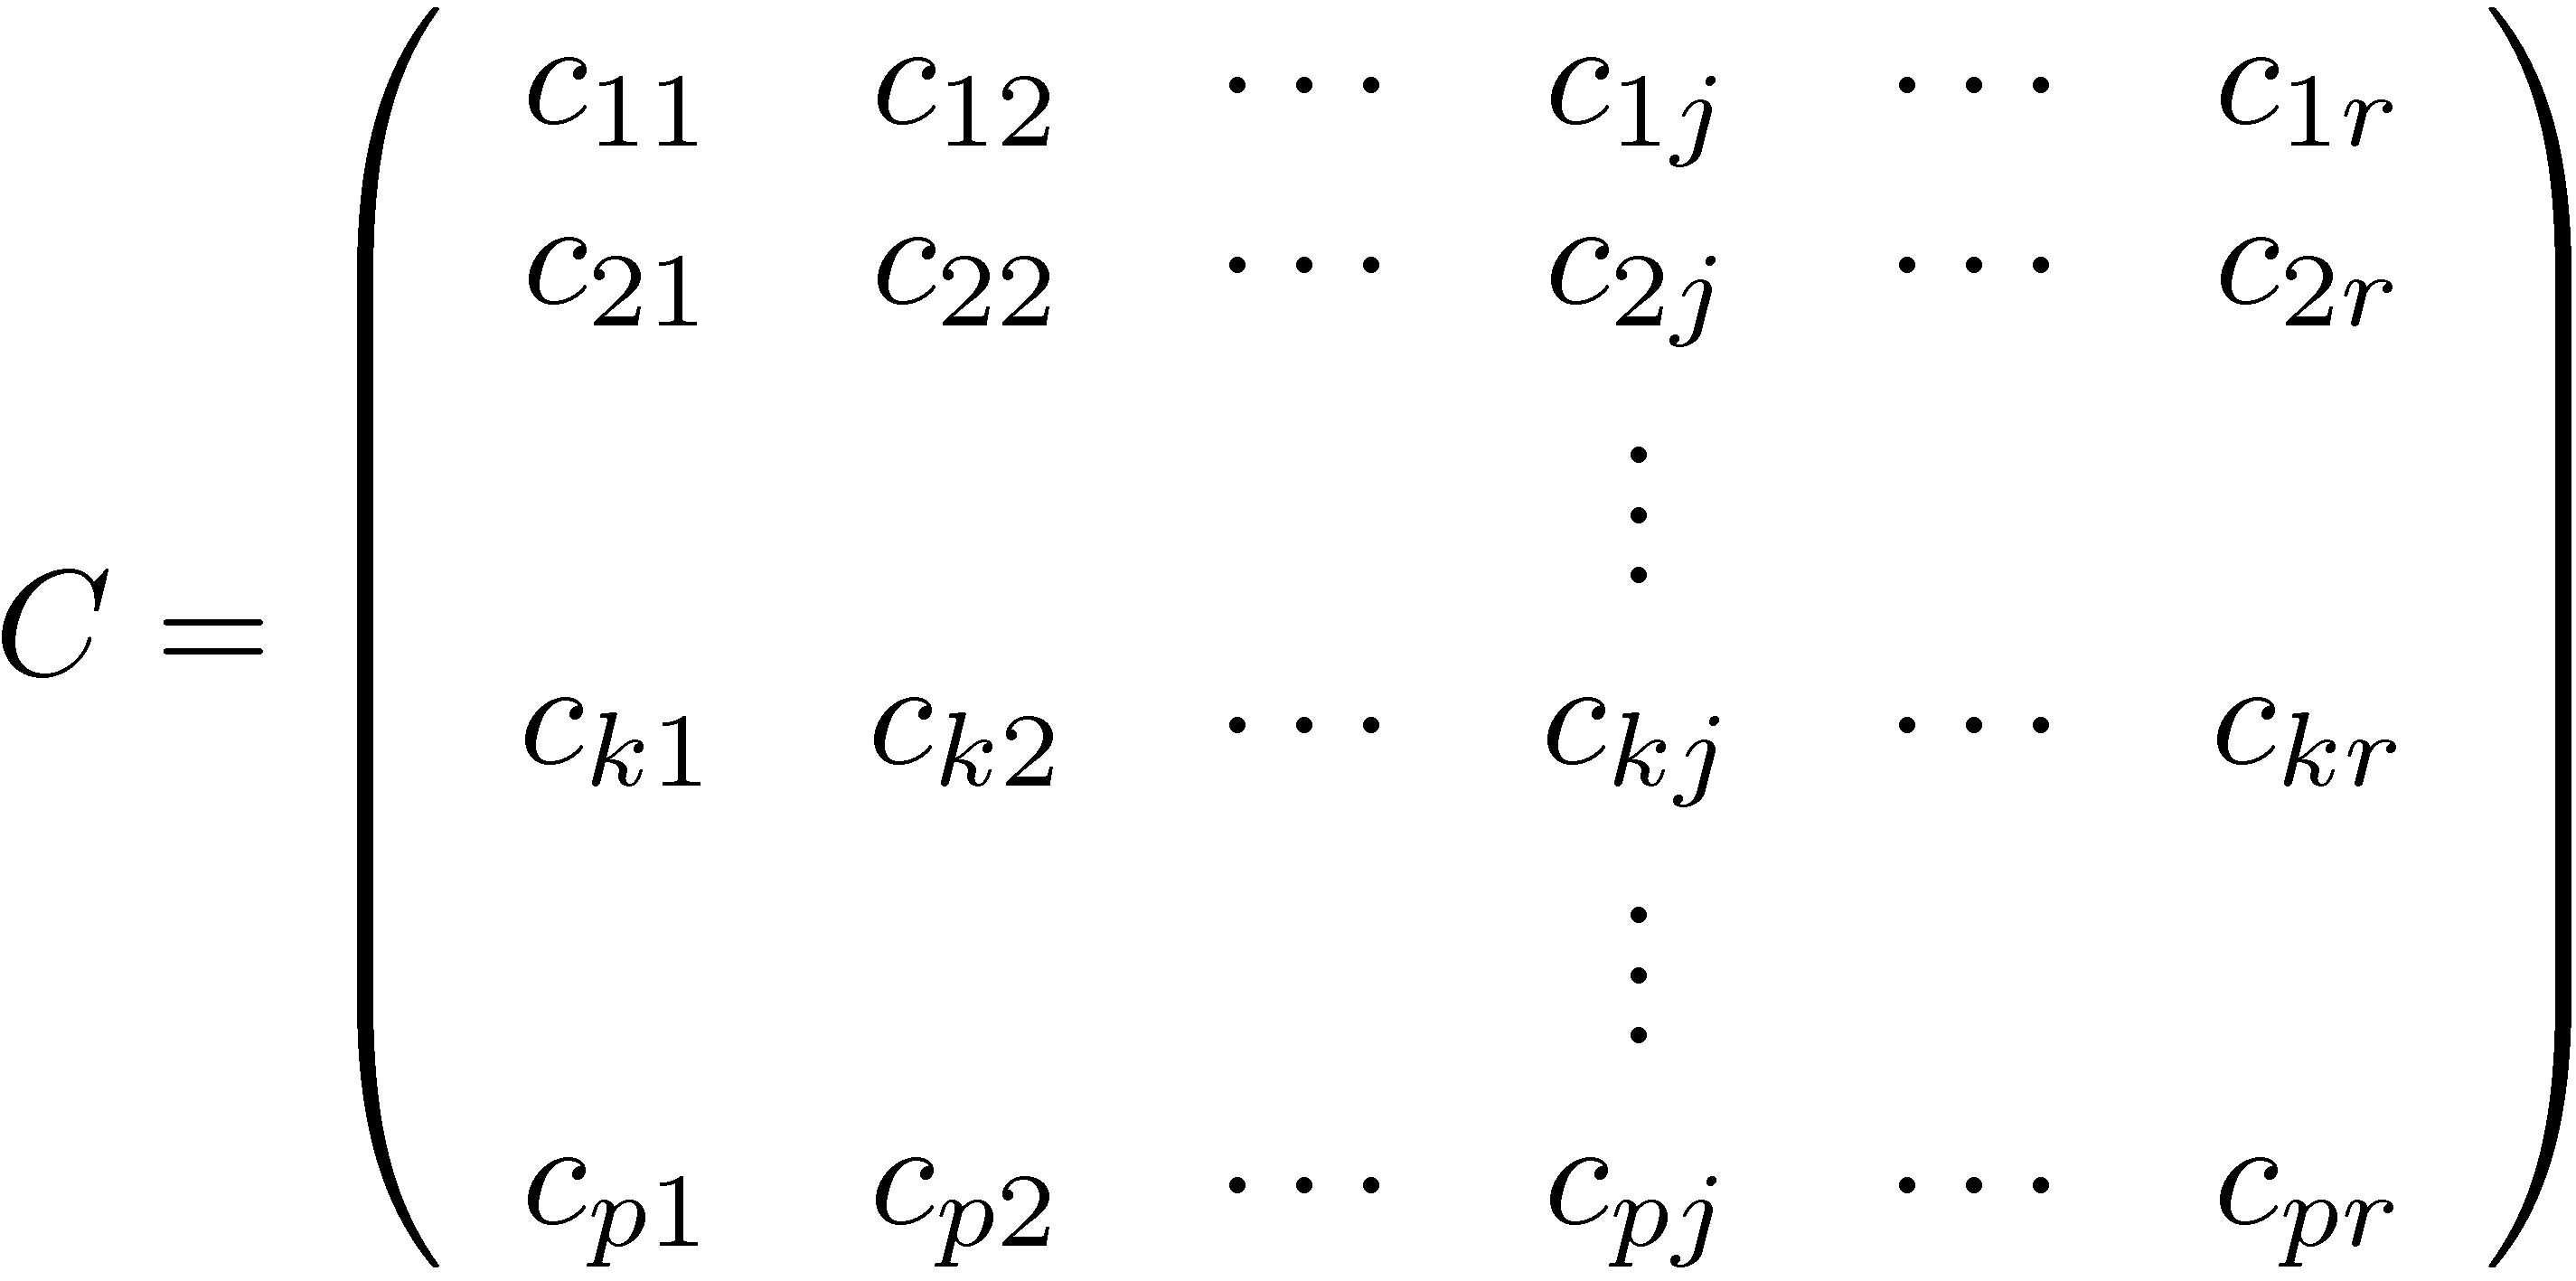 c₁₁ c₁₂ ⋯ c₁ⱼ ⋯ c₁ᵣ
c₂₁ c₂₂ ⋯ c₂ⱼ ⋯ c₂ᵣ
⋮
C = cₖ₁ cₖ₂ ⋯ cₖⱼ ⋯ cₖᵣ
⋮
cₚ₁ cₚ₂ ⋯ cₚⱼ ⋯ cₚᵣ